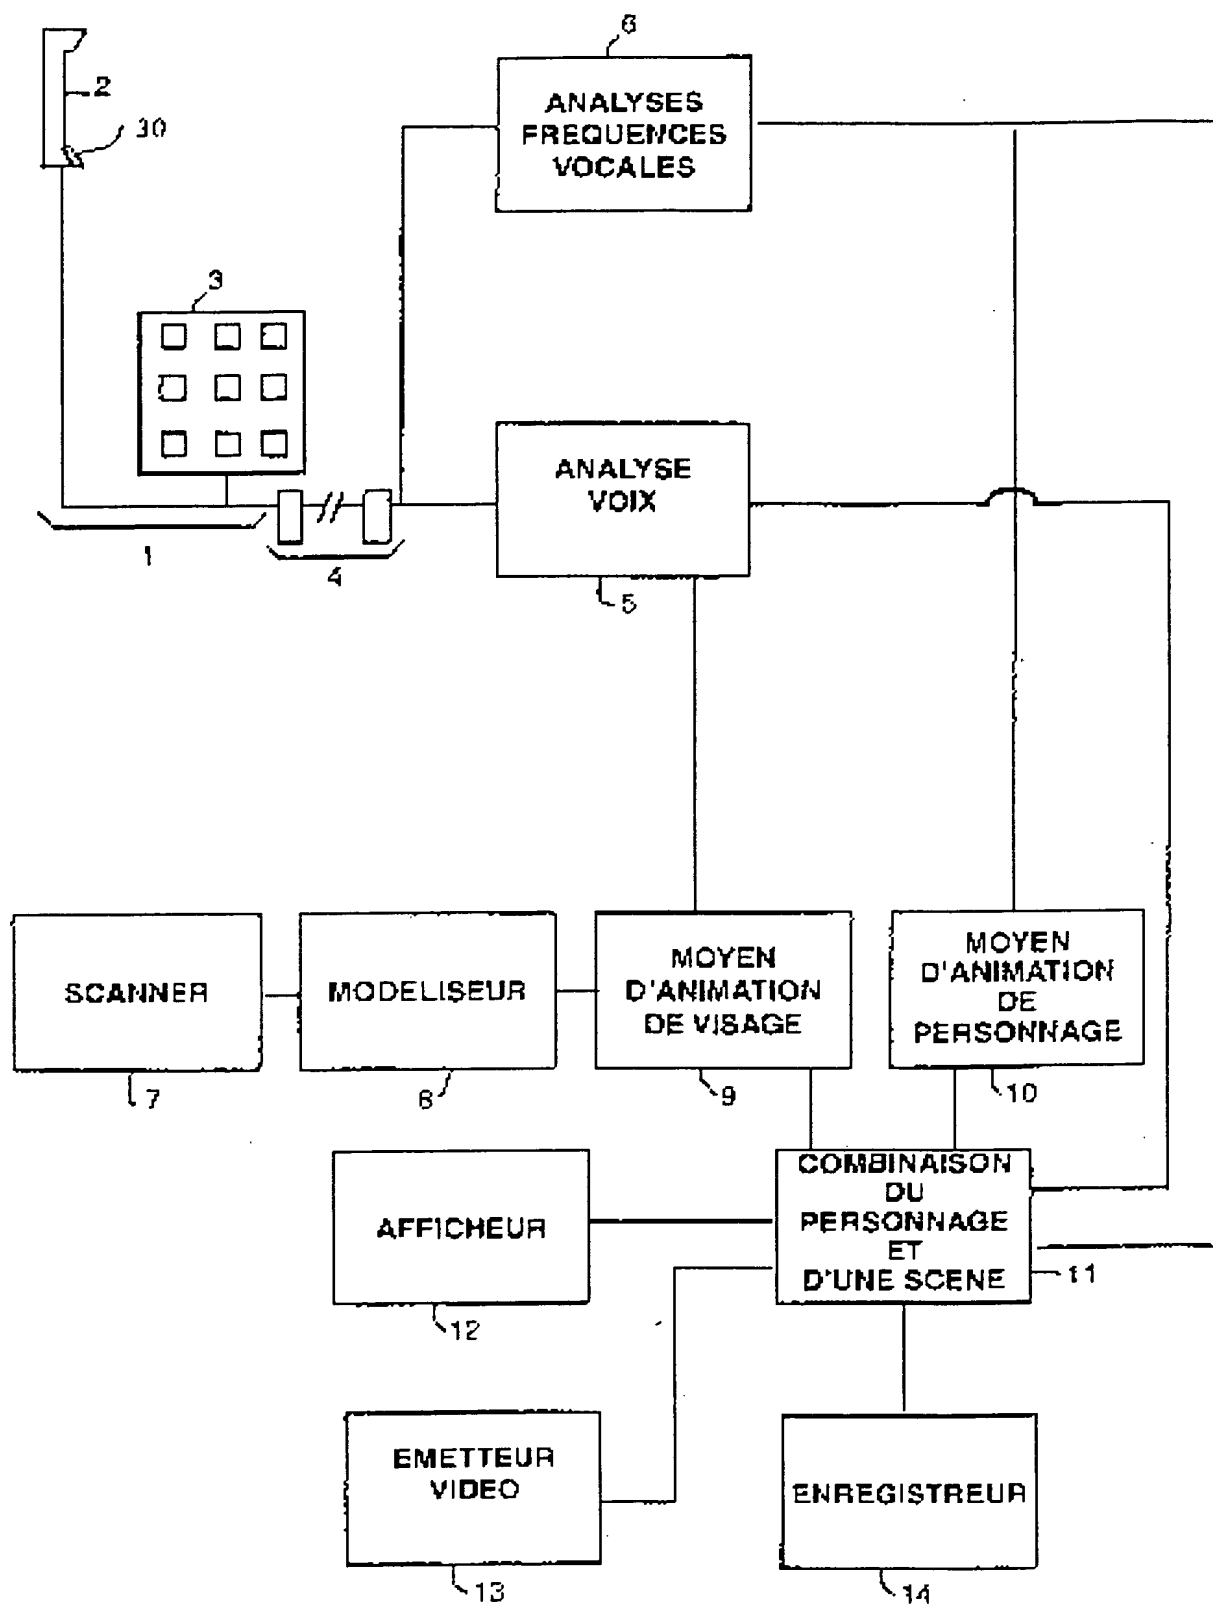 6
2
30
ANALYSES
FREQUENCES
VOCALES
3
ANALYSE
VOIX
1
4
5
SCANNER
MODELISEUR
MOYEN
D'ANIMATION
DE VISAGE
MOYEN
D'ANIMATION
DE
PERSONNAGE
7
8
9
10
AFFICHEUR
COMBINAISON
DU
PERSONNAGE
ET
D'UNE SCENE
11
12
EMETTEUR
VIDEO
ENREGISTREUR
13
14